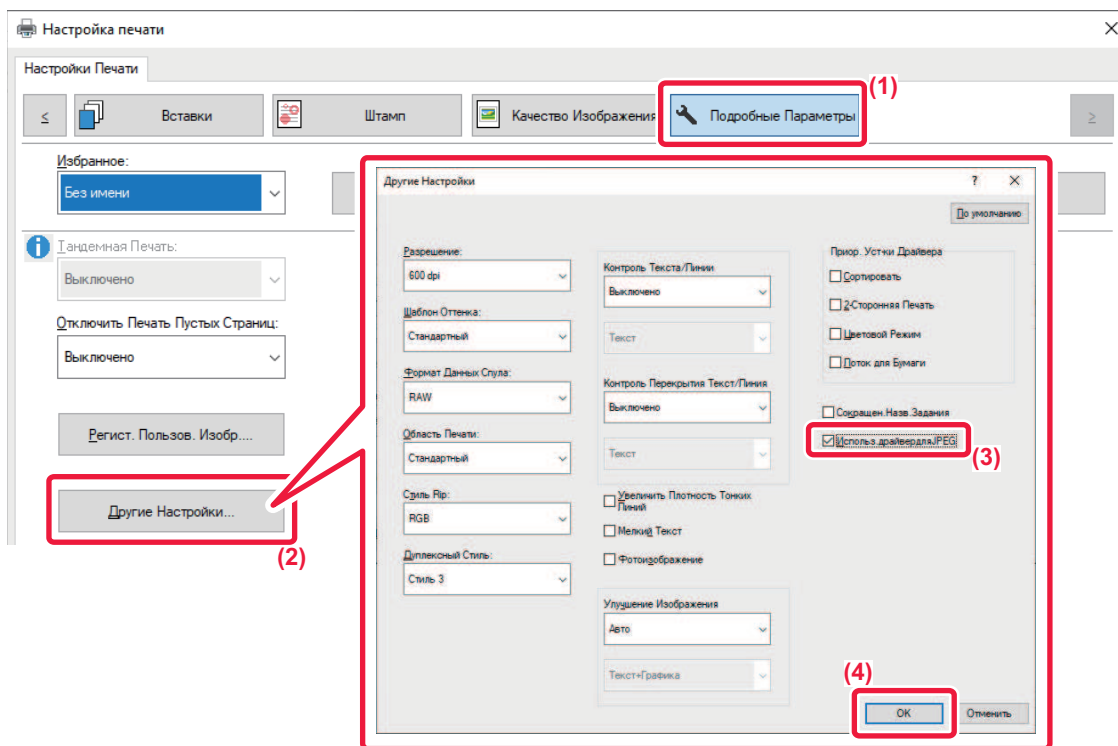 Настройка печати
Настройки Печати
(1)
<
Вставки
Штамп
Качество Изображения
Подробные Параметры
>
Избранное:
Без имени
Тандемная Печать:
Выключено
Отключить Печать Пустых Страниц:
Выключено
Регист. Пользов. Изобр....
Другие Настройки...
(2)
Другие Настройки
?
По умолчанию
Разрешение:
600 dpi
Шаблон Оттенка:
Стандартный
Формат Данных Спула:
RAW
Область Печати:
Стандартный
Стиль Rip:
RGB
Дуплексный Стиль:
Стиль 3
Контроль Текста/Линии
Выключено
Текст
Контроль Перекрытия Текст/Линия
Выключено
Текст
Увеличить Плотность Тонких
Линий
Мелкий Текст
Фотоизображение
Улучшение Изображения
Авто
Текст+Графика
Приор. Уст-ки Драйвера
Сортировать
2-Сторонняя Печать
Цветовой Режим
Лоток для Бумаги
Сокращен.Назв.Задания
Использ.драйвердляJPEG
(3)
(4)
OK
Отменить